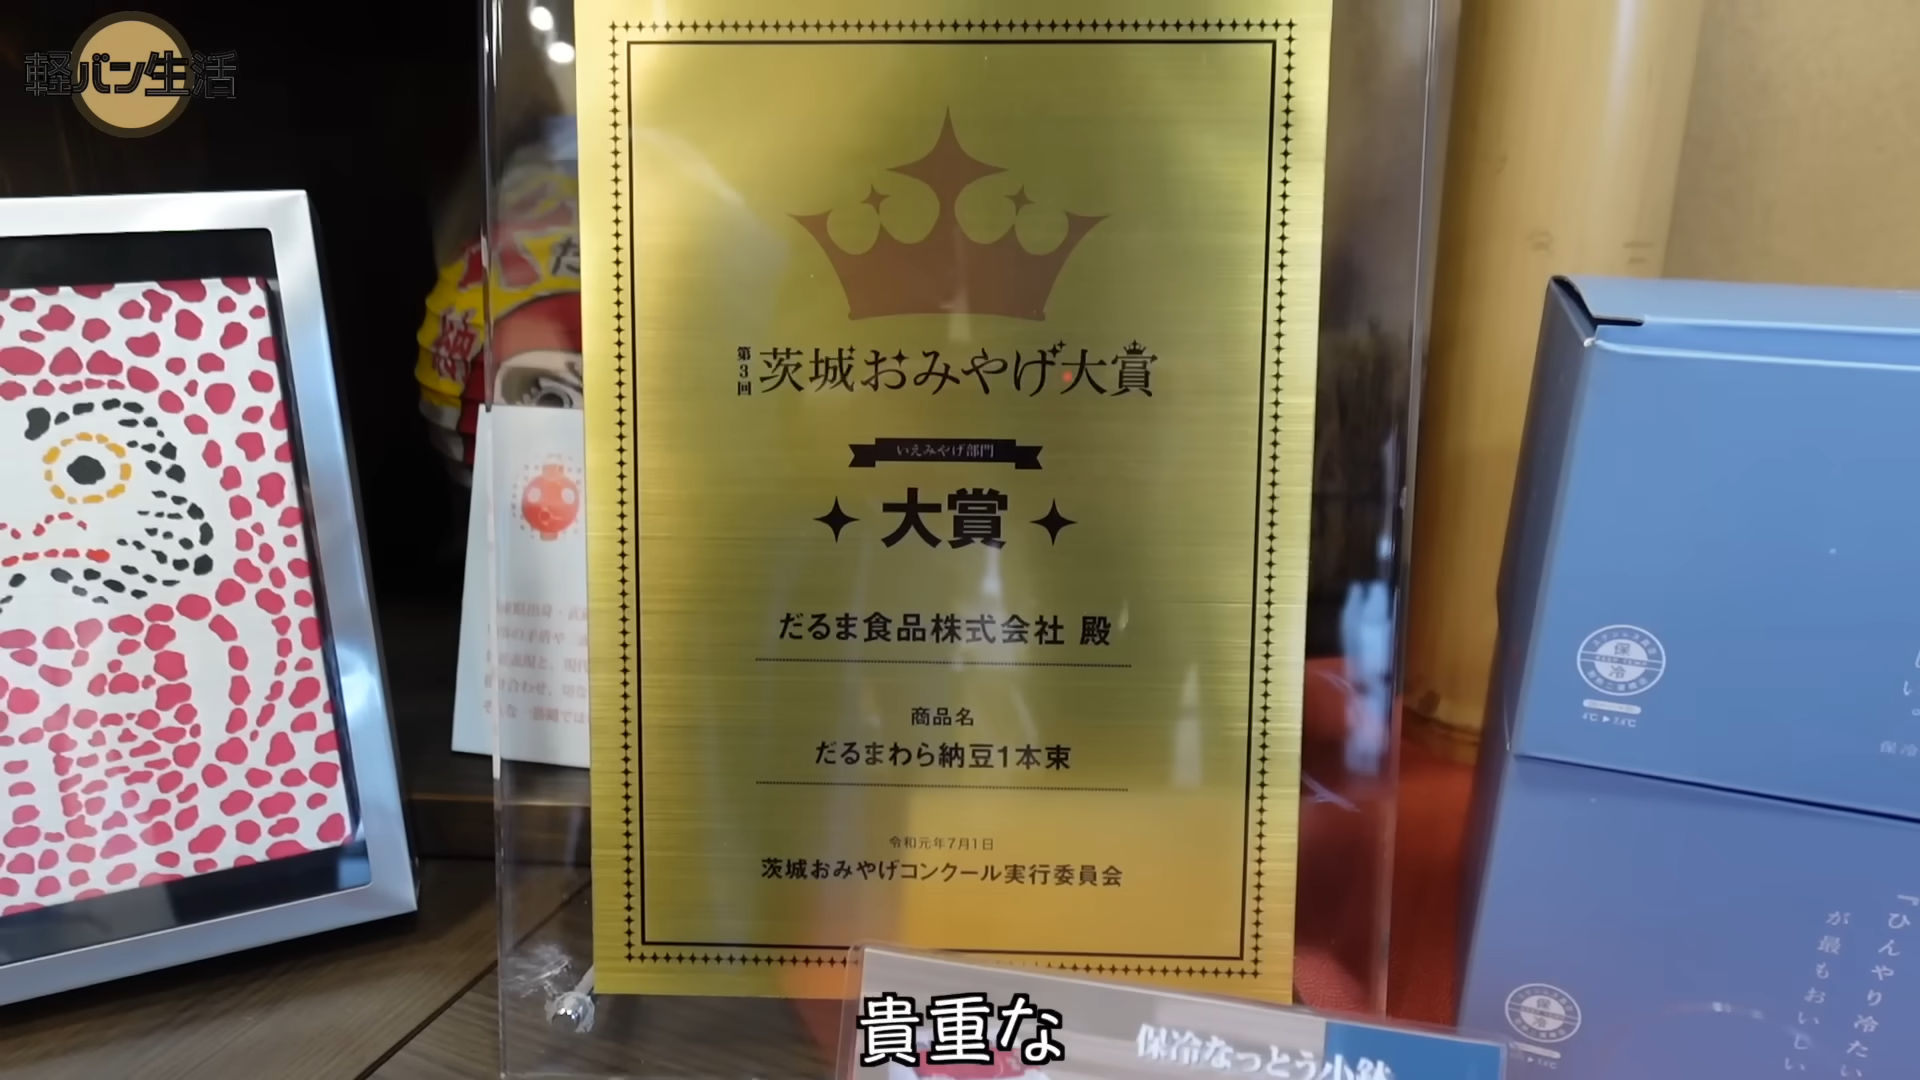 軽バン生活
第3回
茨城おみやげ大賞
いえみやげ部門
大賞
だるま食品株式会社 殿
商品名
だるまわら納豆1本束
令和元年7月1日
茨城おみやげコンクール実行委員会
保冷
保冷
『ひんやり冷たい
が最もおいしい
保冷なっとう小鉢
貴重な